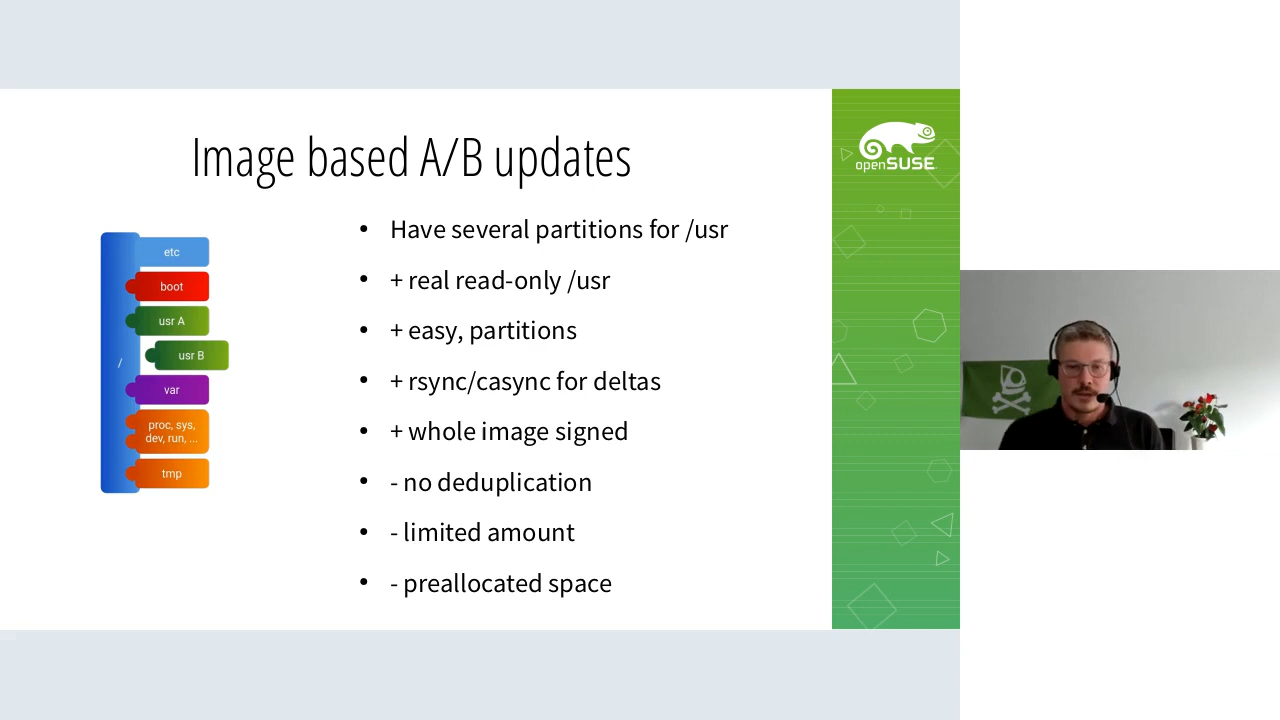 Image based A/B updates
openSUSE
etc
boot
usr A
usr B
/
var
proc, sys,
dev, run, ...
tmp
• Have several partitions for /usr
• + real read-only /usr
• + easy, partitions
• + rsync/casync for deltas
• + whole image signed
• - no deduplication
• - limited amount
• - preallocated space